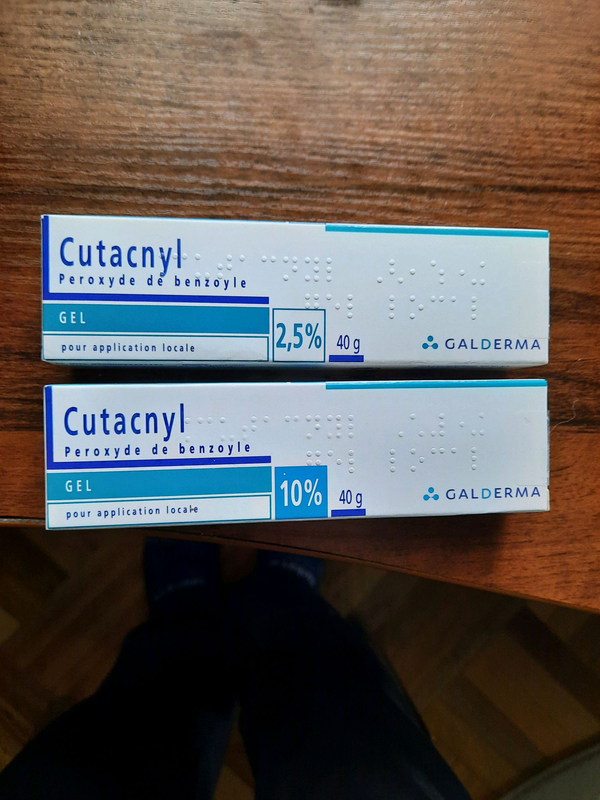 Cutacnyl
Peroxyde de benzoyle
GEL
2,5%
40 g
pour application locale
GALDERMA
Cutacnyl
Peroxyde de benzoyle
GEL
10%
40 g
pour application locale
GALDERMA